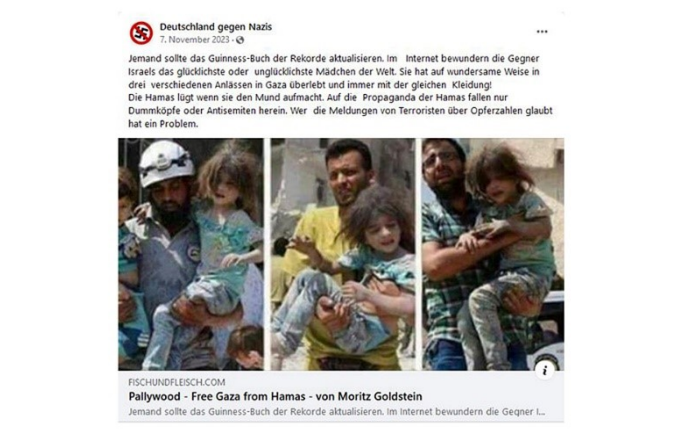 Deutschland gegen Nazis
7. November 2023 ·
Jemand sollte das Guinness-Buch der Rekorde aktualisieren. Im Internet bewundern die Gegner
Israels das glücklichste oder unglücklichste Mädchen der Welt. Sie hat auf wundersame Weise in
drei verschiedenen Anlässen in Gaza überlebt und immer mit der gleichen Kleidung!
Die Hamas lügt wenn sie den Mund aufmacht. Auf die Propaganda der Hamas fallen nur
Dummköpfe oder Antisemiten herein. Wer die Meldungen von Terroristen über Opferzahlen glaubt
hat ein Problem.
FISCHUNDFLEISCH.COM
Pallywood - Free Gaza from Hamas - von Moritz Goldstein
Jemand sollte das Guinness-Buch der Rekorde aktualisieren. Im Internet bewundern die Gegner I...